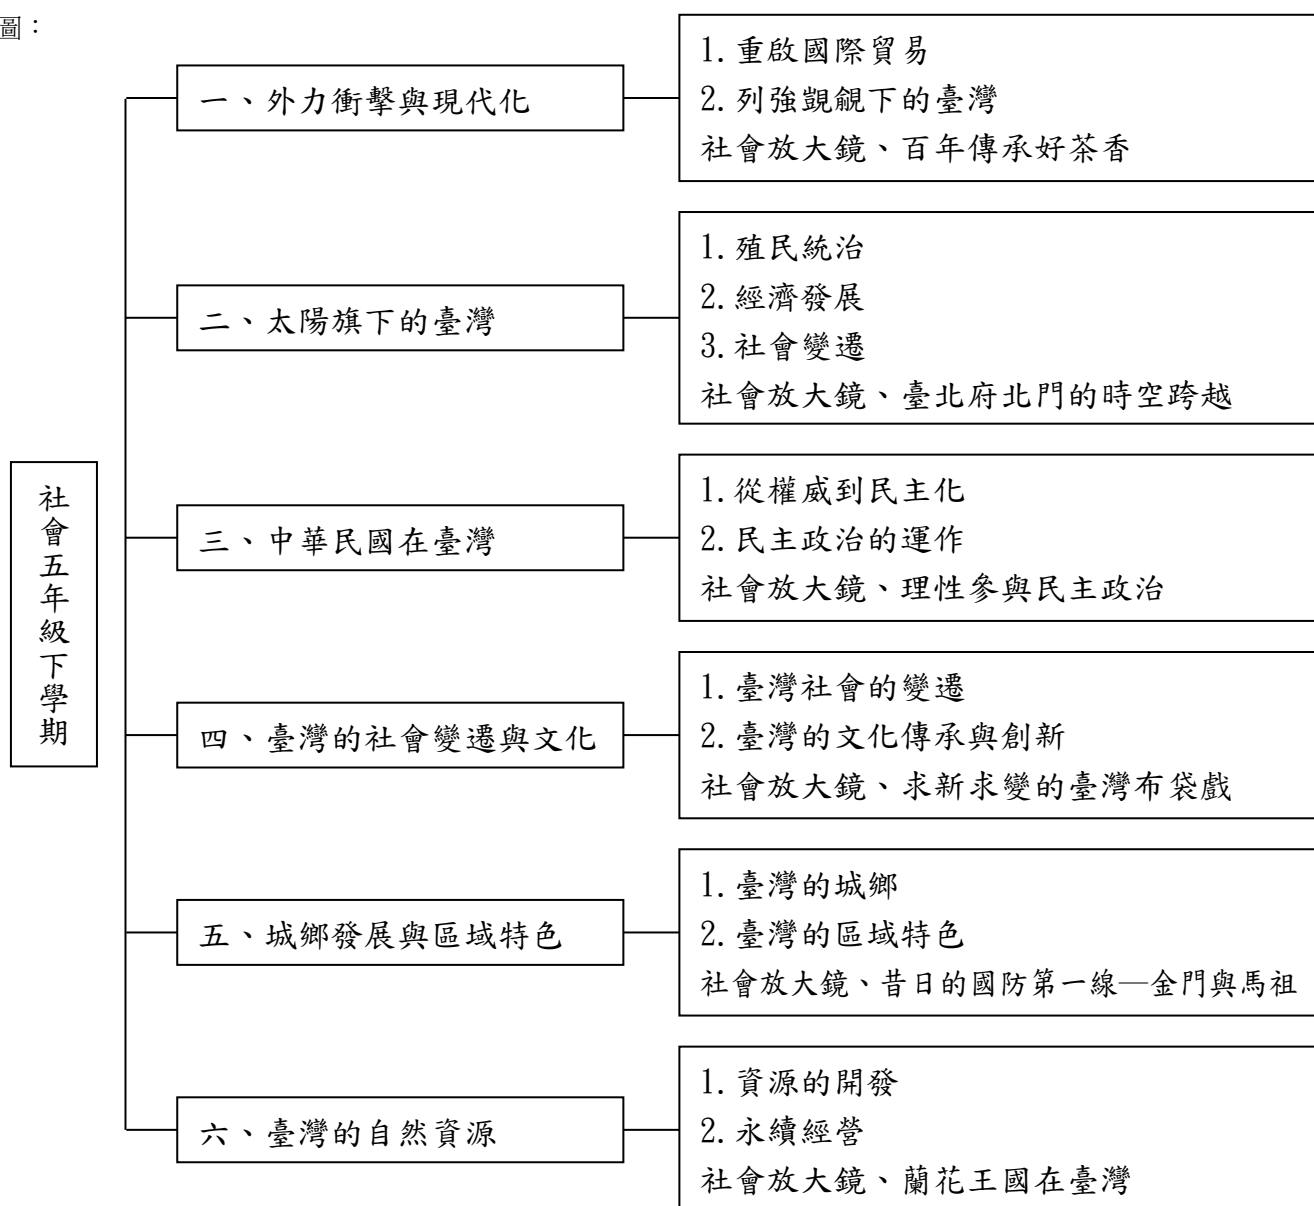 圖：
社會五年級下學期
一、外力衝擊與現代化
1.重啟國際貿易
2.列強覬覦下的臺灣
社會放大鏡、百年傳承好茶香
二、太陽旗下的臺灣
1.殖民統治
2.經濟發展
3.社會變遷
社會放大鏡、臺北府北門的時空跨越
三、中華民國在臺灣
1.從權威到民主化
2.民主政治的運作
社會放大鏡、理性參與民主政治
四、臺灣的社會變遷與文化
1.臺灣社會的變遷
2.臺灣的文化傳承與創新
社會放大鏡、求新求變的臺灣布袋戲
五、城鄉發展與區域特色
1.臺灣的城鄉
2.臺灣的區域特色
社會放大鏡、昔日的國防第一線—金門與馬祖
六、臺灣的自然資源
1.資源的開發
2.永續經營
社會放大鏡、蘭花王國在臺灣